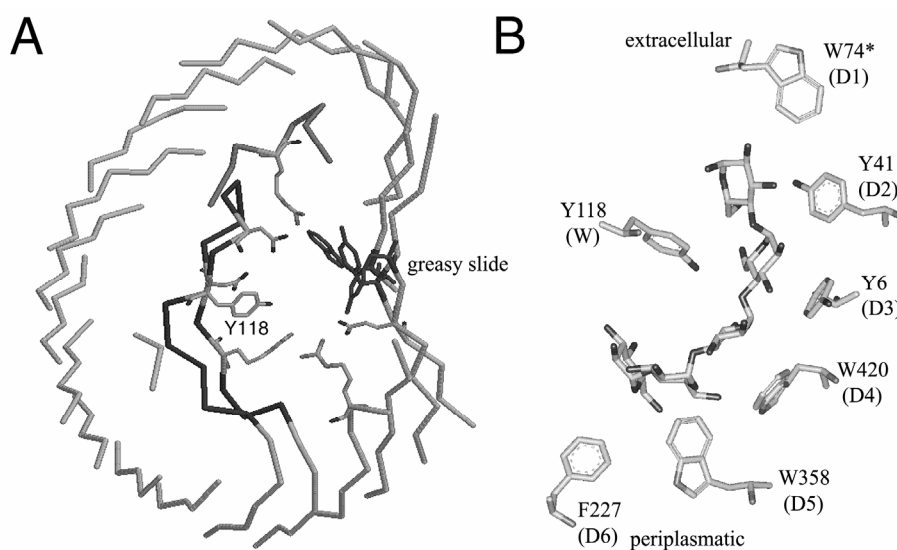 A
greasy slide
Y118
B
extracellular
W74*
(D1)
Y41
(D2)
Y118
(W)
Y6
(D3)
W420
(D4)
W358
(D5)
F227
(D6)
periplasmatic